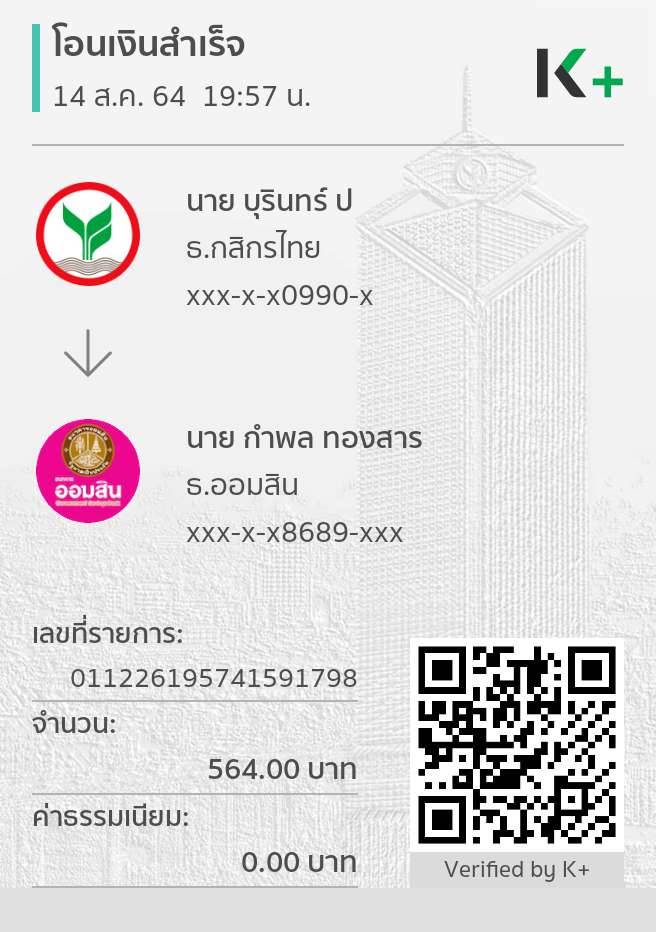 โอนเงินสำเร็จ
14 ส.ค. 64  19:57 น.
K+
นาย บุรินทร์ ป
ธ.กสิกรไทย
xxx-x-x0990-x
ออมสิน
นาย กำพล ทองสาร
ธ.ออมสิน
xxx-x-x8689-xxx
เลขที่รายการ:
011226195741591798
จำนวน:
564.00 บาท
ค่าธรรมเนียม:
0.00 บาท
Verified by K+